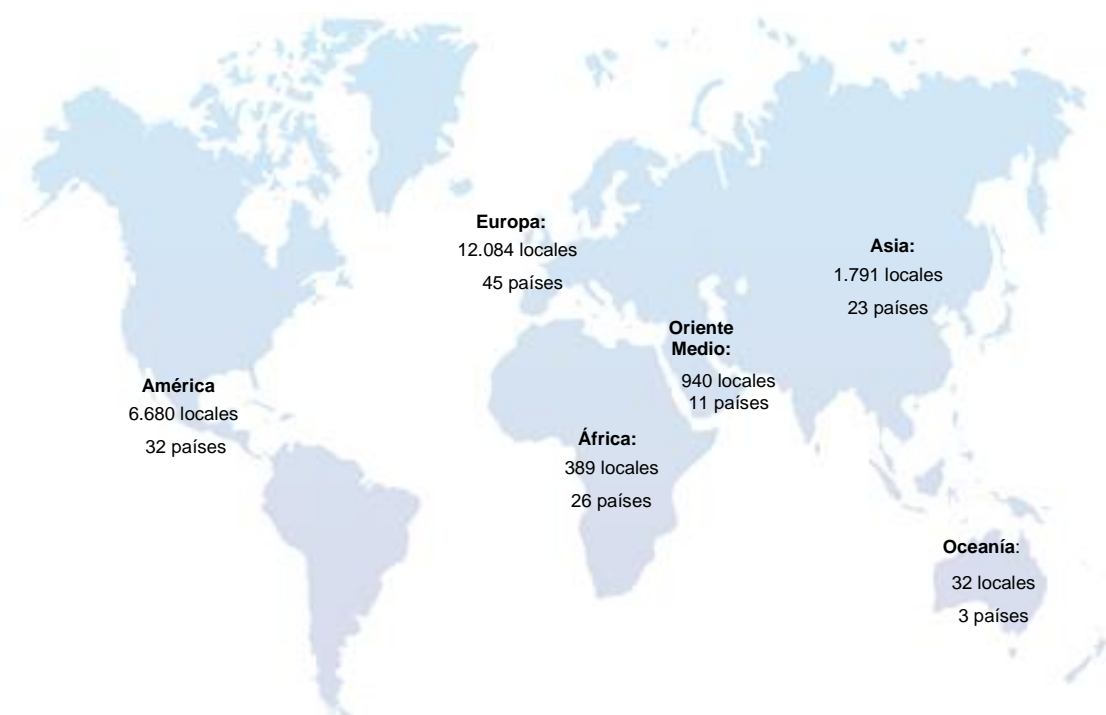 Europa:
12.084 locales
45 países
Asia:
1.791 locales
23 países
Oriente
Medio:
940 locales
11 países
América
6.680 locales
32 países
África:
389 locales
26 países
Oceanía:
32 locales
3 países